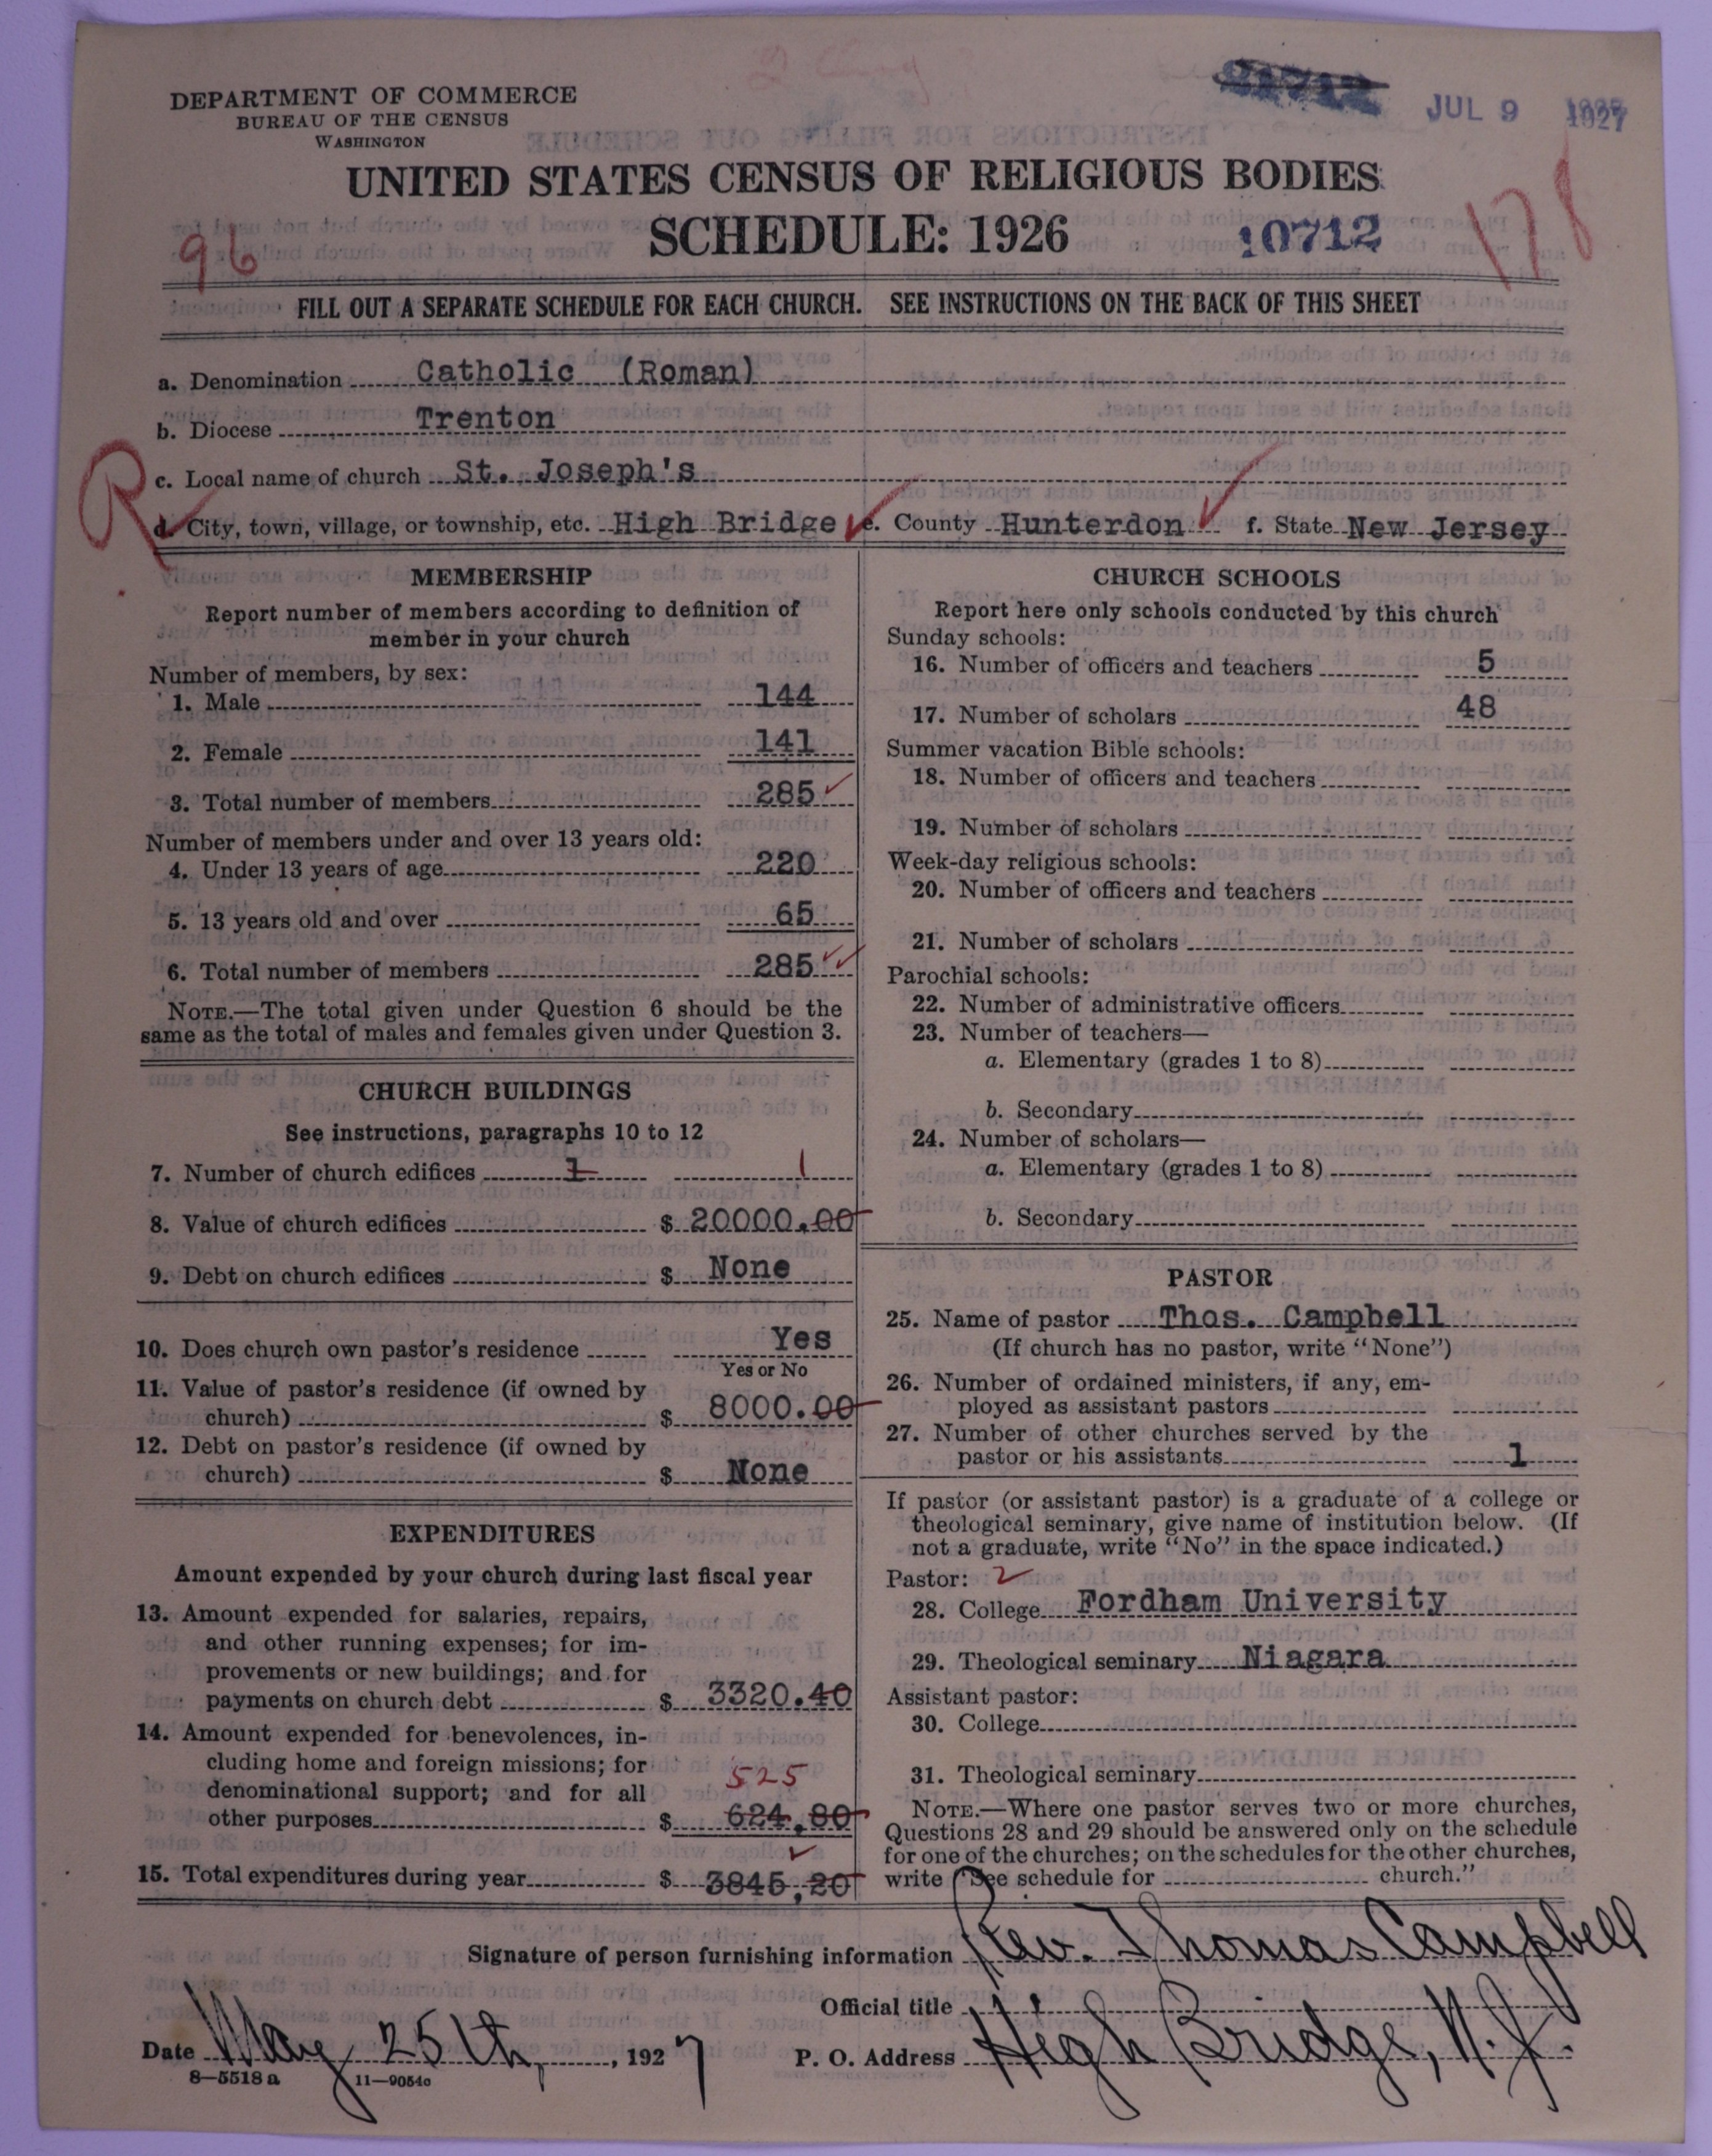 JUL 9 1927
DEPARTMENT OF COMMERCE
BUREAU OF THE CENSUS
WASHINGTON
UNITED STATES CENSUS OF RELIGIOUS BODIES
SCHEDULE: 1926
10712
178
96
FILL OUT A SEPARATE SCHEDULE FOR EACH CHURCH. SEE INSTRUCTIONS ON THE BACK OF THIS SHEET
a. Denomination Catholic (Roman)
b. Diocese Trenton
R
c. Local name of church St. Joseph's
d. City, town, village, or township, etc. High Bridge e. County Hunterdon f. State New Jersey
MEMBERSHIP
Report number of members according to definition of
member in your church
Number of members, by sex:
1. Male 144
2. Female 141
3. Total number of members 285
Number of members under and over 13 years old:
4. Under 13 years of age 220
5. 13 years old and over 65
6. Total number of members 285
NOTE.—The total given under Question 6 should be the
same as the total of males and females given under Question 3.
CHURCH BUILDINGS
See instructions, paragraphs 10 to 12
7. Number of church edifices 1 1
8. Value of church edifices $ 20000.00
9. Debt on church edifices $ None
10. Does church own pastor's residence Yes
Yes or No
11. Value of pastor's residence (if owned by
church) $ 8000.00
12. Debt on pastor's residence (if owned by
church) $ None
EXPENDITURES
Amount expended by your church during last fiscal year
13. Amount expended for salaries, repairs,
and other running expenses; for im-
provements or new buildings; and for
payments on church debt $ 3320.40
14. Amount expended for benevolences, in-
cluding home and foreign missions; for
denominational support; and for all
525
other purposes $ 624.80
15. Total expenditures during year $ 3845.20
CHURCH SCHOOLS
Report here only schools conducted by this church
Sunday schools:
16. Number of officers and teachers 5
17. Number of scholars 48
Summer vacation Bible schools:
18. Number of officers and teachers
19. Number of scholars
Week-day religious schools:
20. Number of officers and teachers
21. Number of scholars
Parochial schools:
22. Number of administrative officers
23. Number of teachers—
a. Elementary (grades 1 to 8)
b. Secondary
24. Number of scholars—
a. Elementary (grades 1 to 8)
b. Secondary
PASTOR
25. Name of pastor Thos. Campbell
(If church has no pastor, write "None")
26. Number of ordained ministers, if any, em-
ployed as assistant pastors
27. Number of other churches served by the
pastor or his assistants 1
If pastor (or assistant pastor) is a graduate of a college or
theological seminary, give name of institution below. (If
not a graduate, write "No" in the space indicated.)
Pastor: 2
28. College Fordham University
29. Theological seminary Niagara
Assistant pastor:
30. College
31. Theological seminary
NOTE.—Where one pastor serves two or more churches,
Questions 28 and 29 should be answered only on the schedule
for one of the churches; on the schedules for the other churches,
write "See schedule for church."
Signature of person furnishing information Rev. Thomas Campbell
Official title
Date May 25th, 1927
P. O. Address High Bridge, N.J.
8—5518 a 11—9054c